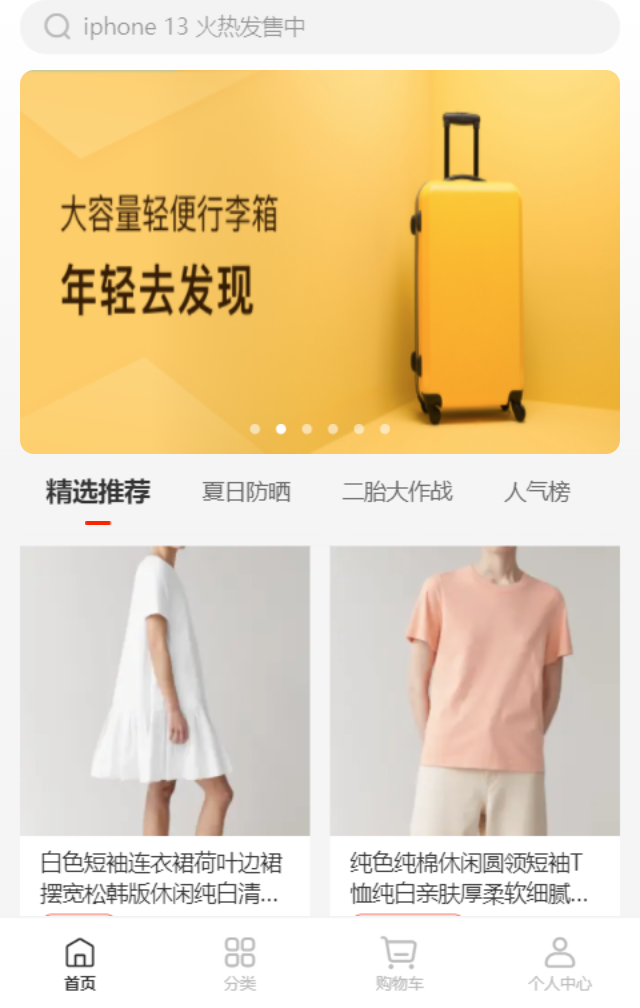 iphone 13 火热发售中
大容量轻便行李箱
年轻去发现
精选推荐 夏日防晒 二胎大作战 人气榜
白色短袖连衣裙荷叶边裙
摆宽松韩版休闲纯白清...
纯色纯棉休闲圆领短袖T
恤纯白亲肤厚柔软细腻...
首页 分类 购物车 个人中心